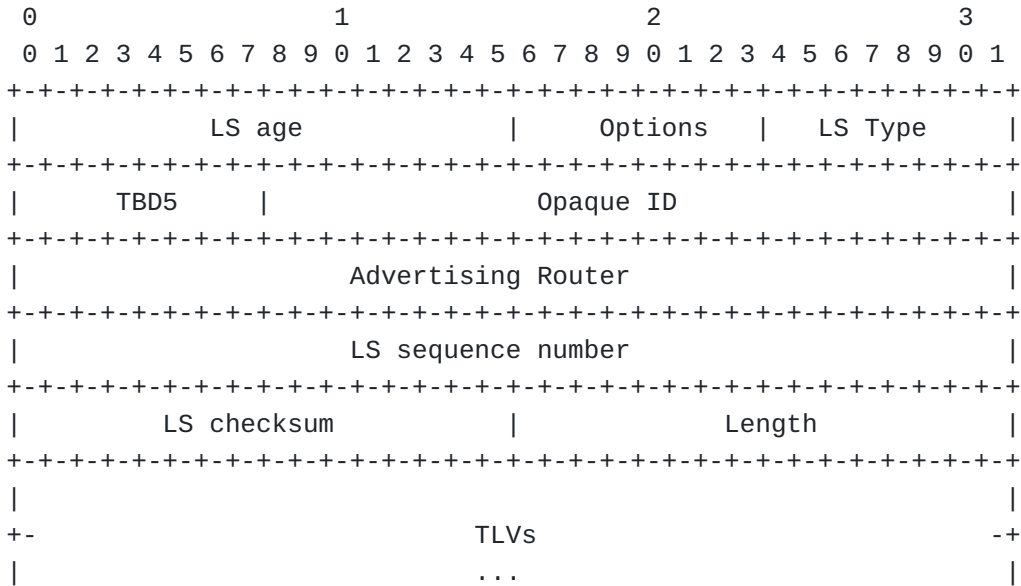 0                   1                   2                   3
 0 1 2 3 4 5 6 7 8 9 0 1 2 3 4 5 6 7 8 9 0 1 2 3 4 5 6 7 8 9 0 1
+-+-+-+-+-+-+-+-+-+-+-+-+-+-+-+-+-+-+-+-+-+-+-+-+-+-+-+-+-+-+-+-+
|            LS age             |     Options   |   LS Type     |
+-+-+-+-+-+-+-+-+-+-+-+-+-+-+-+-+-+-+-+-+-+-+-+-+-+-+-+-+-+-+-+-+
|      TBD5     |                 Opaque ID                     |
+-+-+-+-+-+-+-+-+-+-+-+-+-+-+-+-+-+-+-+-+-+-+-+-+-+-+-+-+-+-+-+-+
|                     Advertising Router                        |
+-+-+-+-+-+-+-+-+-+-+-+-+-+-+-+-+-+-+-+-+-+-+-+-+-+-+-+-+-+-+-+-+
|                     LS sequence number                        |
+-+-+-+-+-+-+-+-+-+-+-+-+-+-+-+-+-+-+-+-+-+-+-+-+-+-+-+-+-+-+-+-+
|         LS checksum           |             Length            |
+-+-+-+-+-+-+-+-+-+-+-+-+-+-+-+-+-+-+-+-+-+-+-+-+-+-+-+-+-+-+-+-+
|                                                               |
+-                            TLVs                             -+
|                             ...                               |